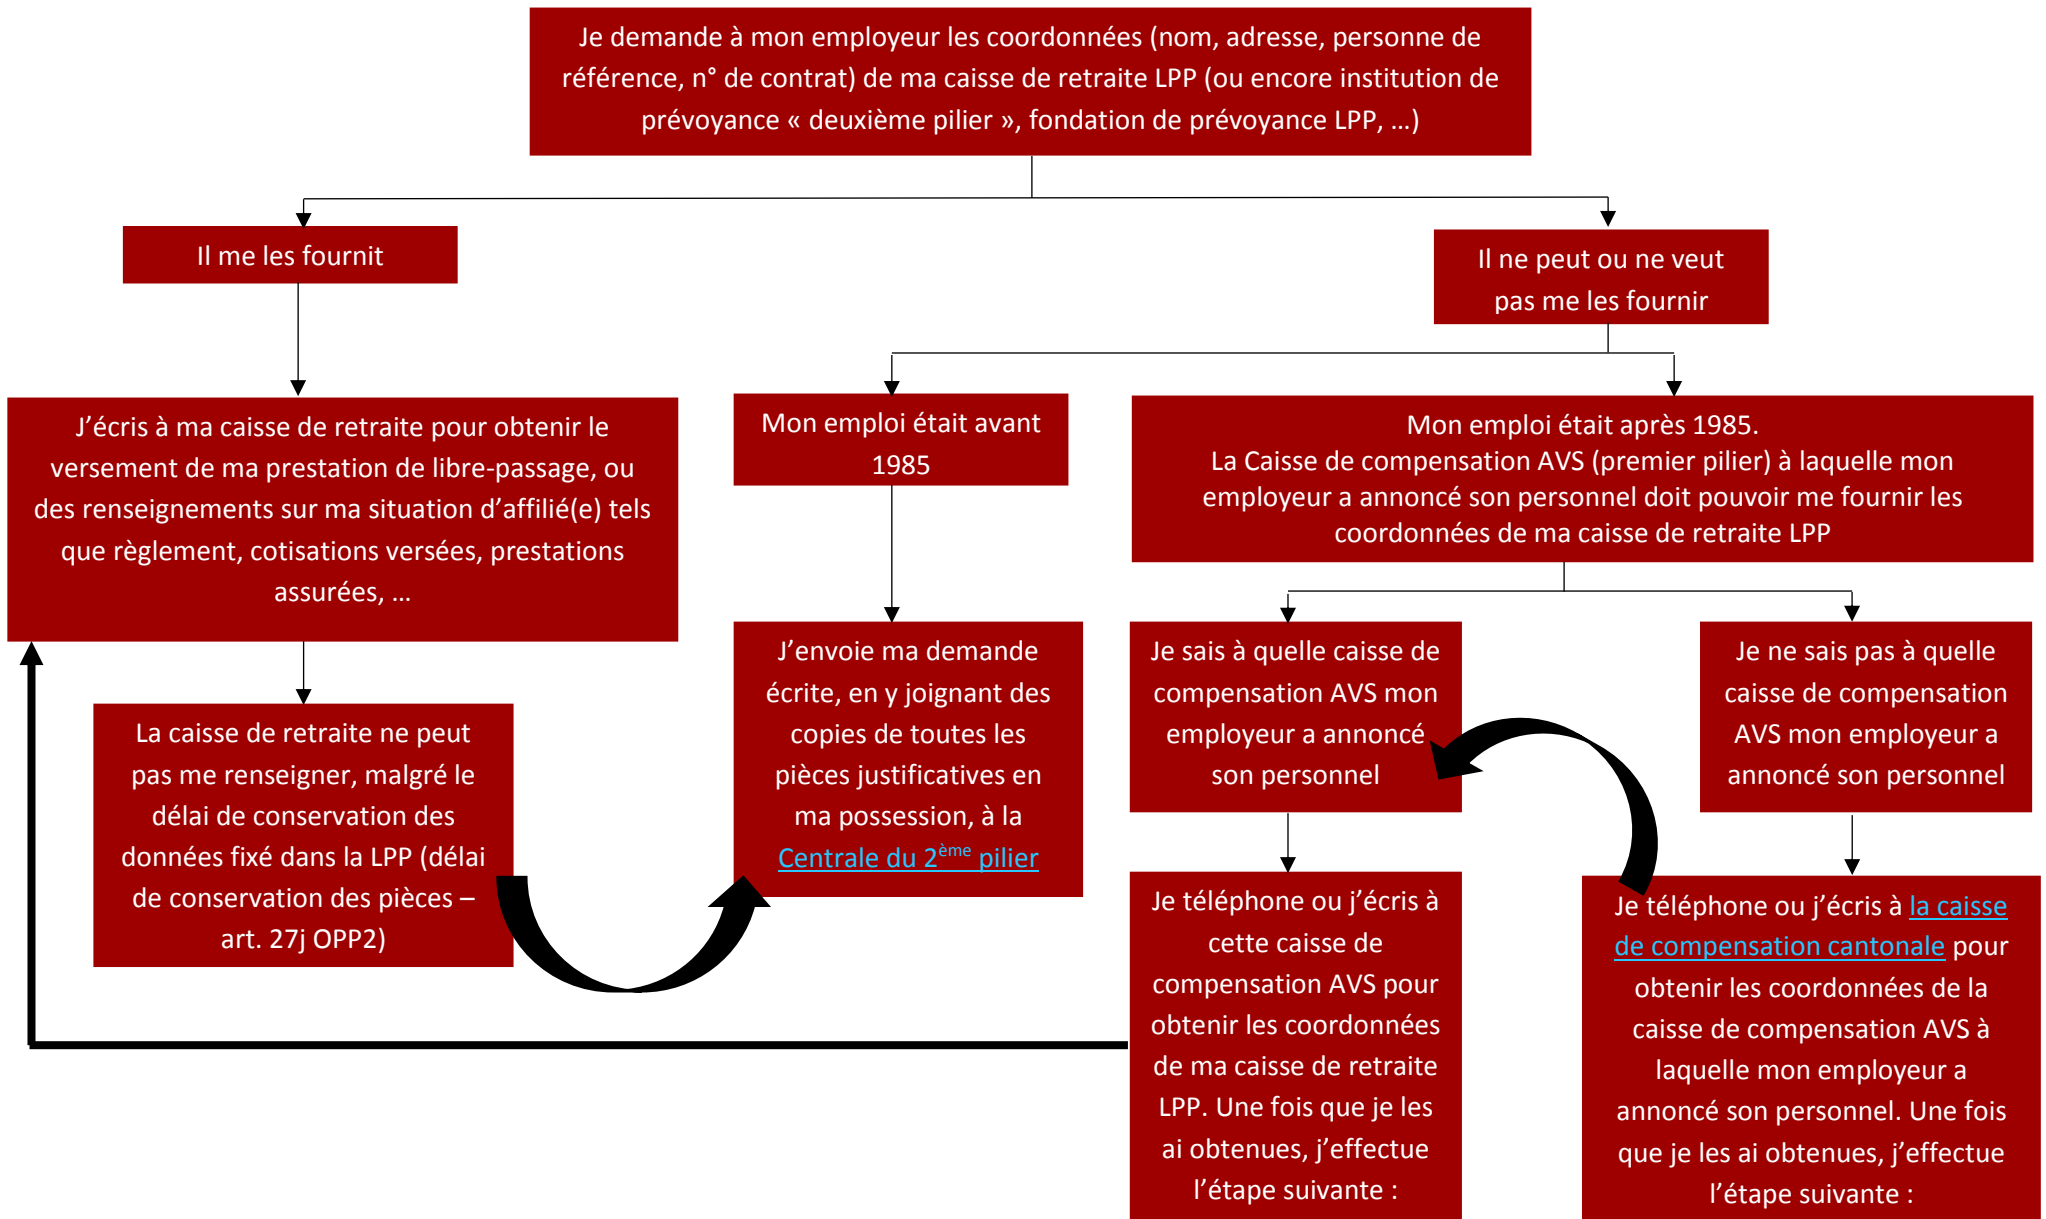 Je demande à mon employeur les coordonnées (nom, adresse, personne de
référence, n° de contrat) de ma caisse de retraite LPP (ou encore institution de
prévoyance « deuxième pilier », fondation de prévoyance LPP, …)
Il me les fournit
Il ne peut ou ne veut
pas me les fournir
J’écris à ma caisse de retraite pour obtenir le
versement de ma prestation de libre-passage, ou
des renseignements sur ma situation d’affilié(e) tels
que règlement, cotisations versées, prestations
assurées, …
Mon emploi était avant
1985
Mon emploi était après 1985.
La Caisse de compensation AVS (premier pilier) à laquelle mon
employeur a annoncé son personnel doit pouvoir me fournir les
coordonnées de ma caisse de retraite LPP
La caisse de retraite ne peut
pas me renseigner, malgré le
délai de conservation des
données fixé dans la LPP (délai
de conservation des pièces –
art. 27j OPP2)
J’envoie ma demande
écrite, en y joignant des
copies de toutes les
pièces justificatives en
ma possession, à la
Centrale du 2ème pilier
Je sais à quelle caisse de
compensation AVS mon
employeur a annoncé
son personnel
Je ne sais pas à quelle
caisse de compensation
AVS mon employeur a
annoncé son personnel
Je téléphone ou j’écris à
cette caisse de
compensation AVS pour
obtenir les coordonnées
de ma caisse de retraite
LPP. Une fois que je les
ai obtenues, j’effectue
l’étape suivante :
Je téléphone ou j’écris à la caisse
de compensation cantonale pour
obtenir les coordonnées de la
caisse de compensation AVS à
laquelle mon employeur a
annoncé son personnel. Une fois
que je les ai obtenues, j’effectue
l’étape suivante :